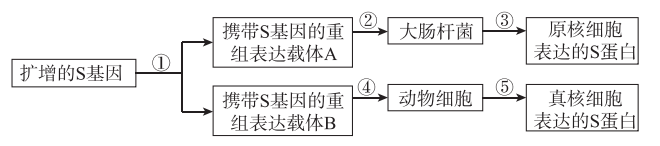 扩增的S基因
①
携带S基因的重
组表达载体A
②
大肠杆菌
③
原核细胞
表达的S蛋白
携带S基因的重
组表达载体B
④
动物细胞
⑤
真核细胞
表达的S蛋白